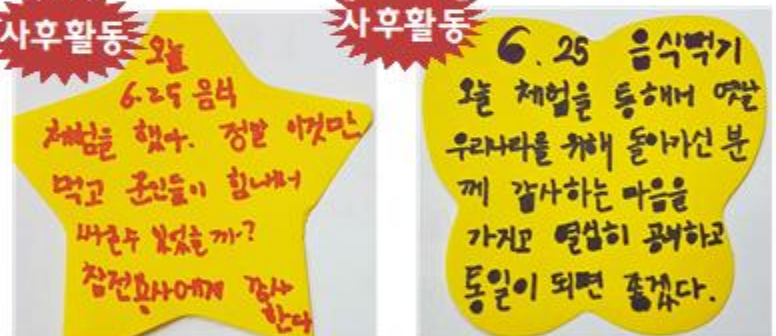 사후활동
오늘
6.25 음식
체험을 했다. 정말 이것만
먹고 군인들이 힘내서
싸울수 있었을까?
참전용사에게 감사
한다
사후활동
6.25 음식먹기
오늘 체험을 통해서 옛날
우리나라를 위해 돌아가신 분
께 감사하는 마음을
가지고 열심히 공부하고
통일이 되면 좋겠다.